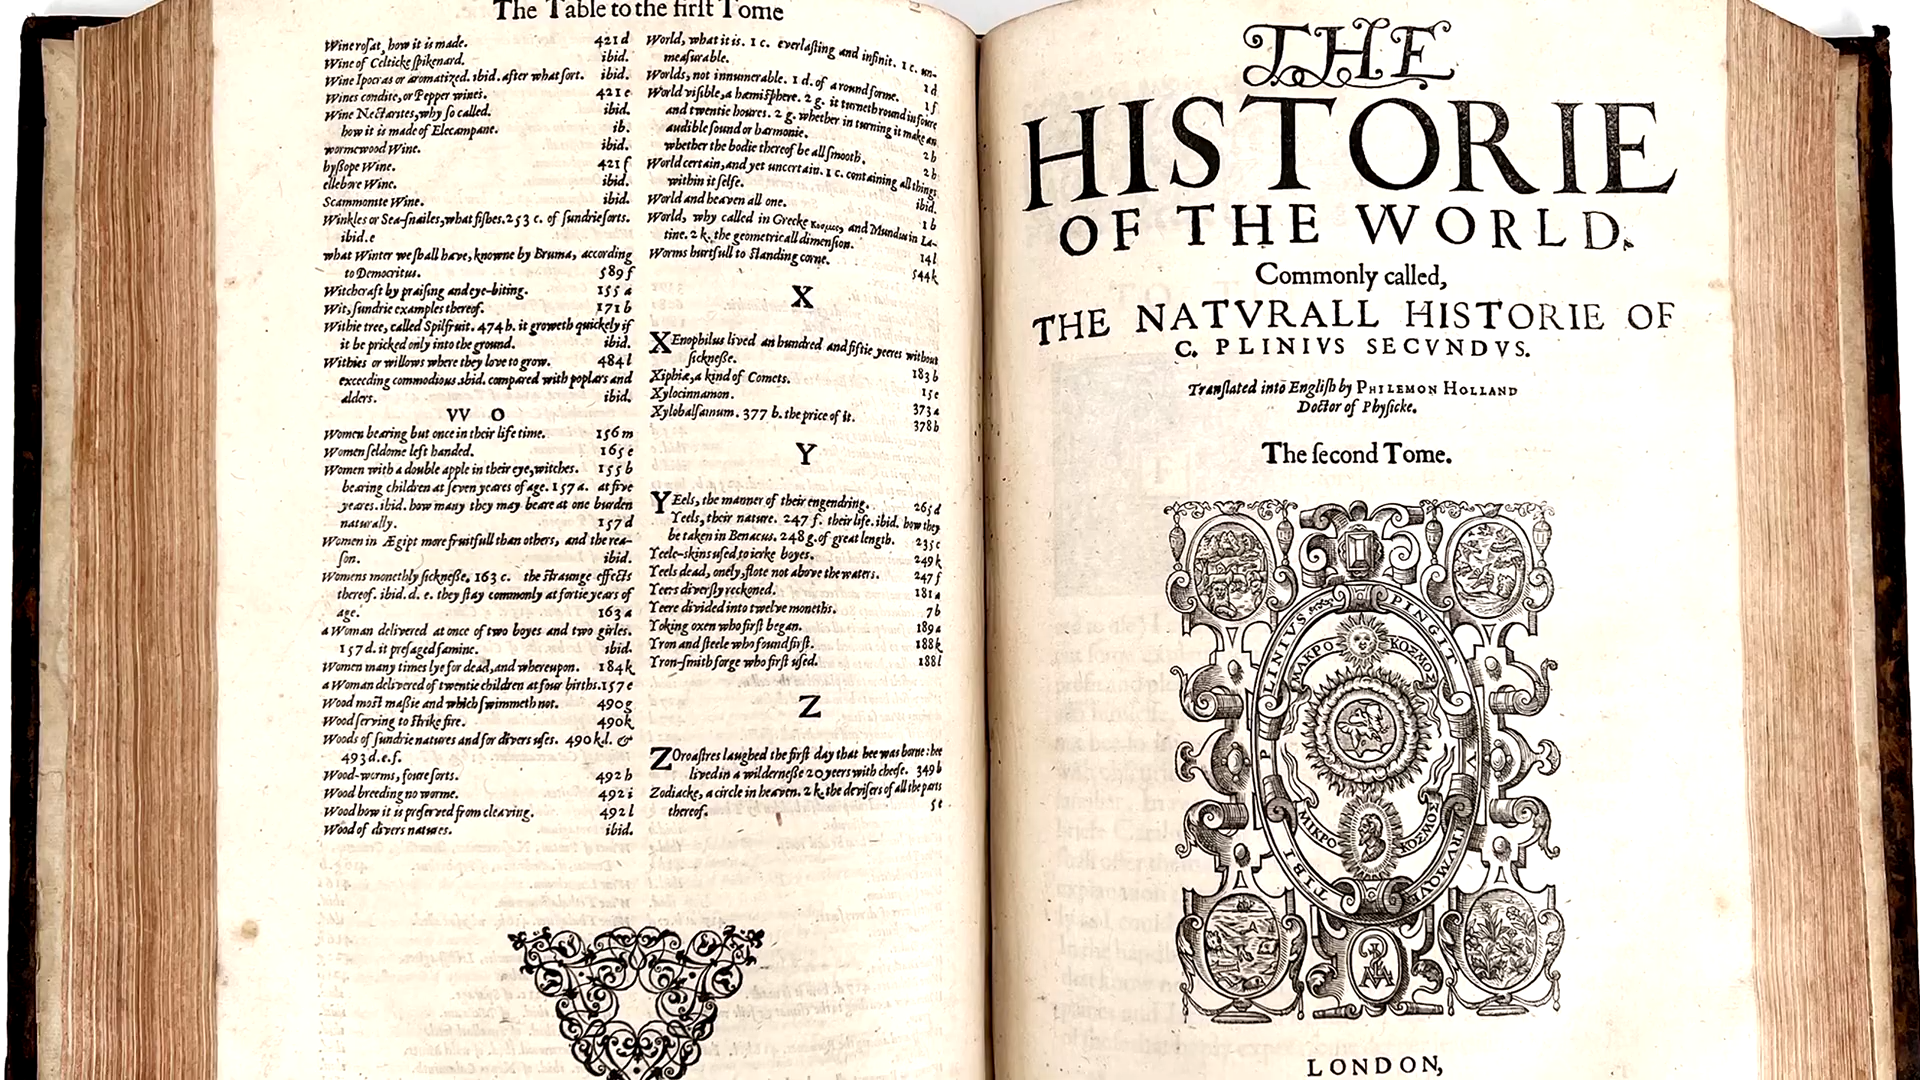 The Table to the first Tome
Wine rosat, how it is made. 421 d
Wine of Celticke spikenard. ibid.
Wine Ipocras or aromatized. ibid. after what sort. ibid.
Wines condite, or Pepper wines. 421 e
Wine Nectarites, why so called. ibid.
how it is made of Elecampane. ib.
wormewood Wine. ibid.
hyssope Wine. 421 f
ellebore Wine. ibid.
Scammonite Wine. ibid.
Winkles or Sea-snailes, what fishes. 253 c. of sundrie sorts.
ibid. e
what Winter we shall have, knowne by Bruma, according
to Democritus. 589 f
Witchcraft by praising and eye-biting. 155 a
Wit, sundrie examples thereof. 171 b
Withie tree, called Spilfruit. 474 b. it groweth quickely if
it be pricked only into the ground. ibid.
Withies or willows where they love to grow. 484 l
exceeding commodious. ibid. compared with poplars and
alders. ibid.
VV O
Women bearing but once in their life time. 156 m
Women seldome left handed. 165 e
Women with a double apple in their eye, witches. 155 b
bearing children at seven yeares of age. 157 a. at five
yeares. ibid. how many they may beare at one burden
naturally. 157 d
Women in Ægipt more fruitfull than others, and the rea-
son. ibid.
Womens monethly sicknesse. 163 c. the straunge effects
thereof. ibid. d. e. they stay commonly at fortie years of
age. 163 a
a Woman delivered at once of two boyes and two girles.
157 d. it presaged famine. ibid.
Women many times lye for dead, and whereupon. 184 k
a Woman delivered of twentie children at four births. 157 e
Wood most massie and which swimmeth not. 490 g
Wood serving to strike fire. 490 k
Woods of sundrie natures and for divers uses. 490 k.l. &
493 d.e.f.
Wood-worms, foure sorts. 492 b
Wood breeding no worme. 492 i
Wood how it is preserved from cleaving. 492 l
Wood of divers natures. ibid.
World, what it is. 1 c. everlasting and infinit. 1 c. un-
measurable. 1 d
Worlds, not innumerable. 1 d. of a round forme. 1 f
World visible, a hæmisphere. 2 g. it turneth round in foure
and twentie houres. 2 g. whether in turning it make an
audible sound or harmonie. 2 h
whether the bodie thereof be all smooth. 2 h
World certain, and yet uncertain. 1 c. containing all things
within it selfe. ibid.
World and heaven all one. 1 b
World, why called in Greeke κοσμος, and Mundus in La-
tine. 2 k. the geometricall dimension. 14 l
Worms hurtfull to standing corne. 544 k
X
XEnophilus lived an hundred and fiftie yeeres without
sicknesse. 183 b
Xiphiæ, a kind of Comets. 15 e
Xylocinnamon. 373 a
Xylobalsamum. 377 b. the price of it. 378 b
Y
YEels, the manner of their engendring. 265 d
Yeels, their nature. 247 f. their life. ibid. how they
be taken in Benacus. 248 g. of great length. 235 c
Yeele-skins used to ierke boyes. 249 k
Yeels dead, onely, flote not above the waters. 247 f
Yeers diversly reckoned. 181 a
Yeere divided into twelve moneths. 7 b
Yoking oxen who first began. 189 a
Yron and steele who found first. 188 k
Yron-smith forge who first used. 188 l
Z
ZOroastres laughed the first day that hee was borne: hee
lived in a wildernesse 20 yeers with cheese. 349 b
Zodiacke, a circle in heaven. 2 k. the devisers of all the parts
thereof. 5 e
THE
HISTORIE
OF THE WORLD.
Commonly called,
THE NATVRALL HISTORIE OF
C. PLINIVS SECVNDVS.
Translated into English by PHILEMON HOLLAND
Doctor of Physicke.
The second Tome.
PLINIVS PINGIT VTRVMQVE TIBI
ΜΑΚΡΟ ΚΟΣΜΟΣ
ΜΙΚΡΟ ΚΟΣΜΟΣ
LONDON,